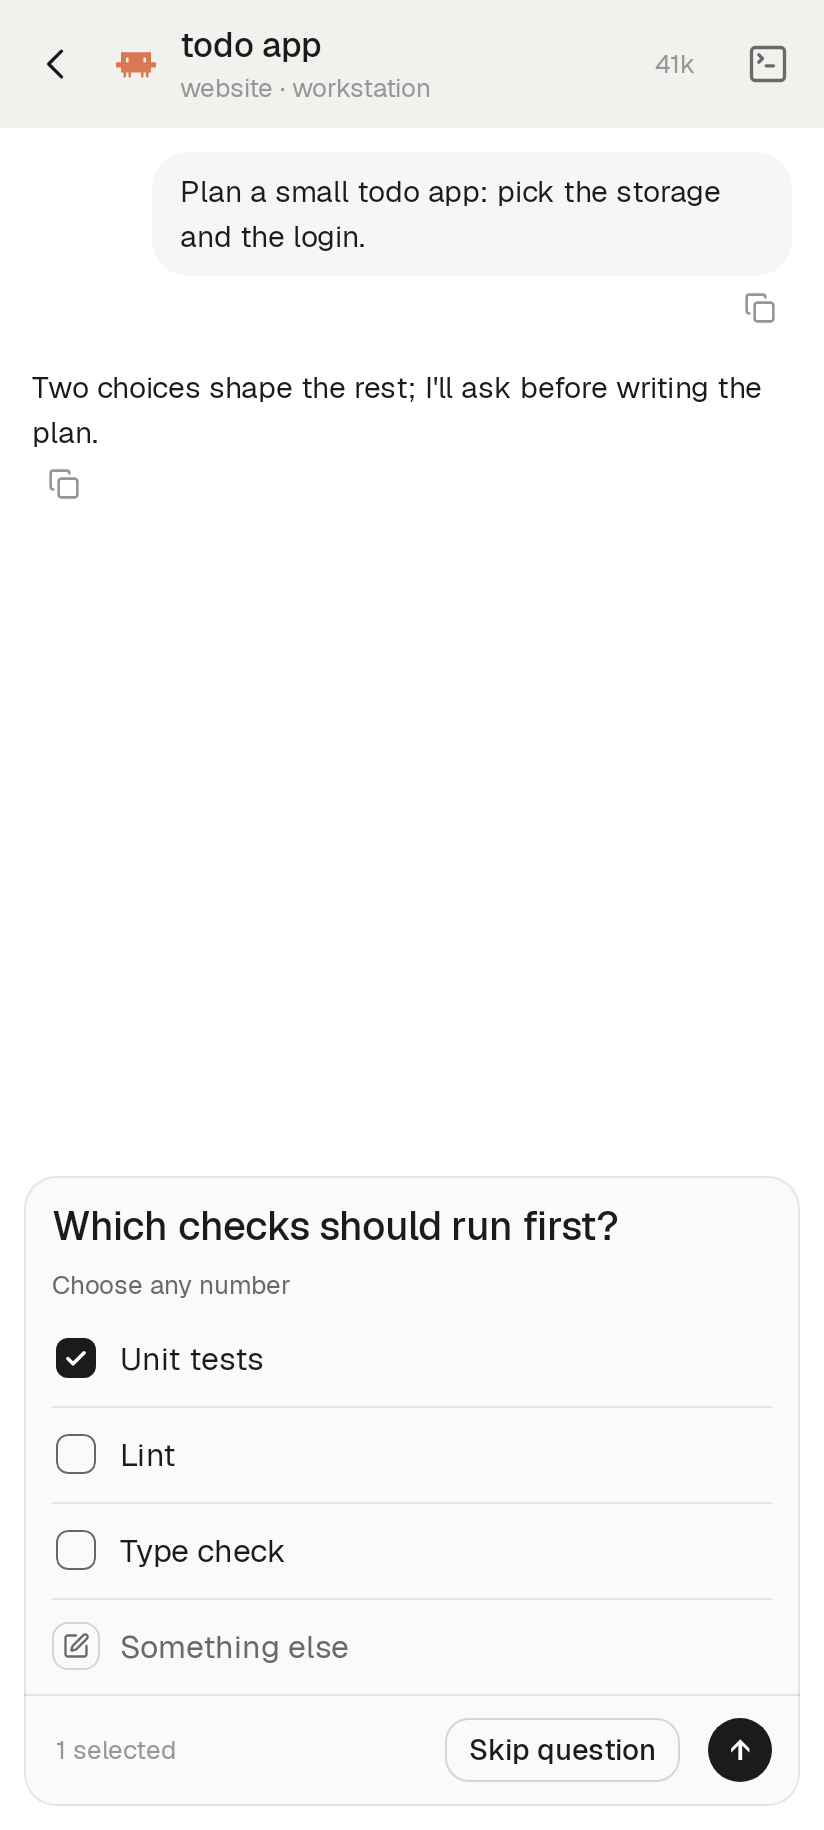 todo app
website · workstation
41k
Plan a small todo app: pick the storage
and the login.
Two choices shape the rest; I'll ask before writing the
plan.
Which checks should run first?
Choose any number
Unit tests
Lint
Type check
Something else
1 selected
Skip question